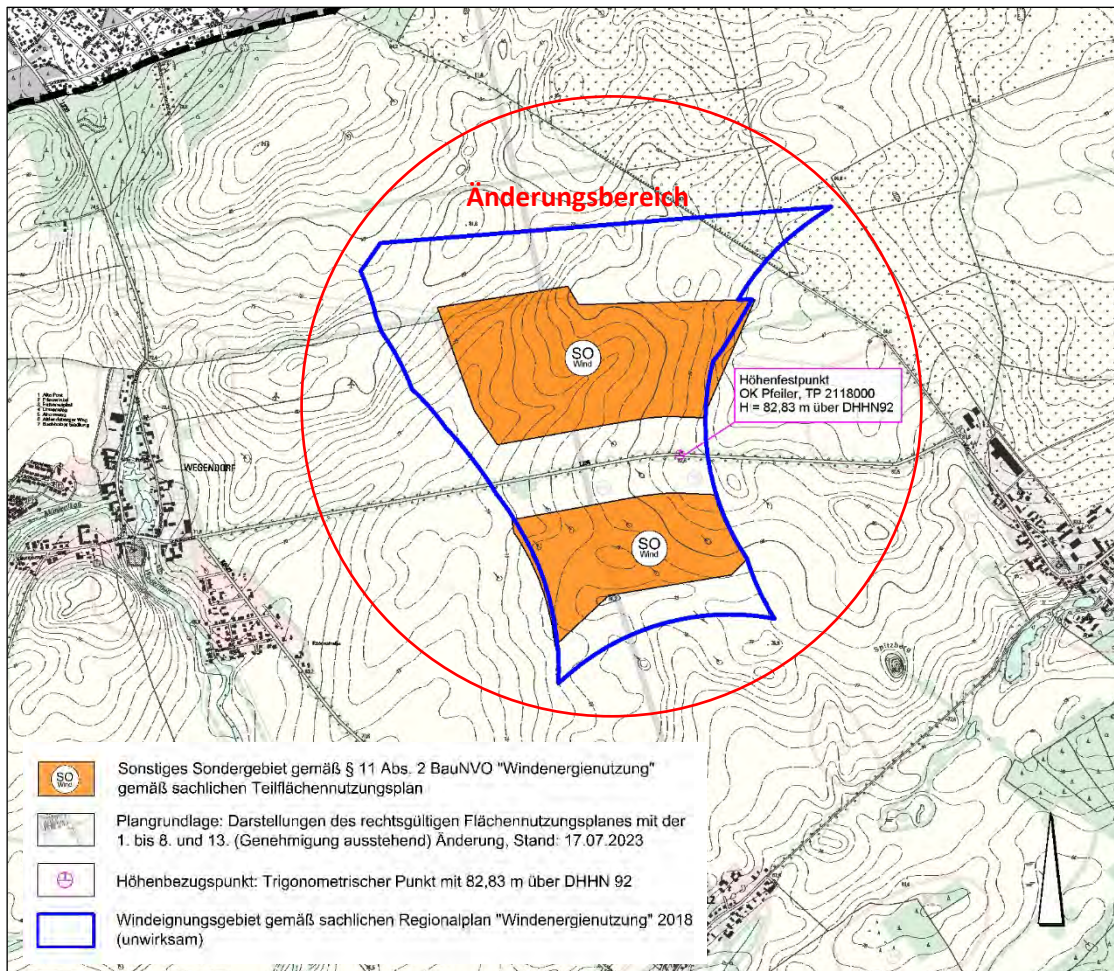 Änderungsbereich
SO
Wind
Höhenfestpunkt
OK Pfeiler, TP 2118000
H = 82,83 m über DHHN92
WEGENDORF
SO
Wind
Spitzberg
SO
Wind
Sonstiges Sondergebiet gemäß § 11 Abs. 2 BauNVO "Windenergienutzung"
gemäß sachlichen Teilflächennutzungsplan
Plangrundlage: Darstellungen des rechtsgültigen Flächennutzungsplanes mit der
1. bis 8. und 13. (Genehmigung ausstehend) Änderung, Stand: 17.07.2023
Höhenbezugspunkt: Trigonometrischer Punkt mit 82,83 m über DHHN 92
Windeignungsgebiet gemäß sachlichen Regionalplan "Windenergienutzung" 2018
(unwirksam)